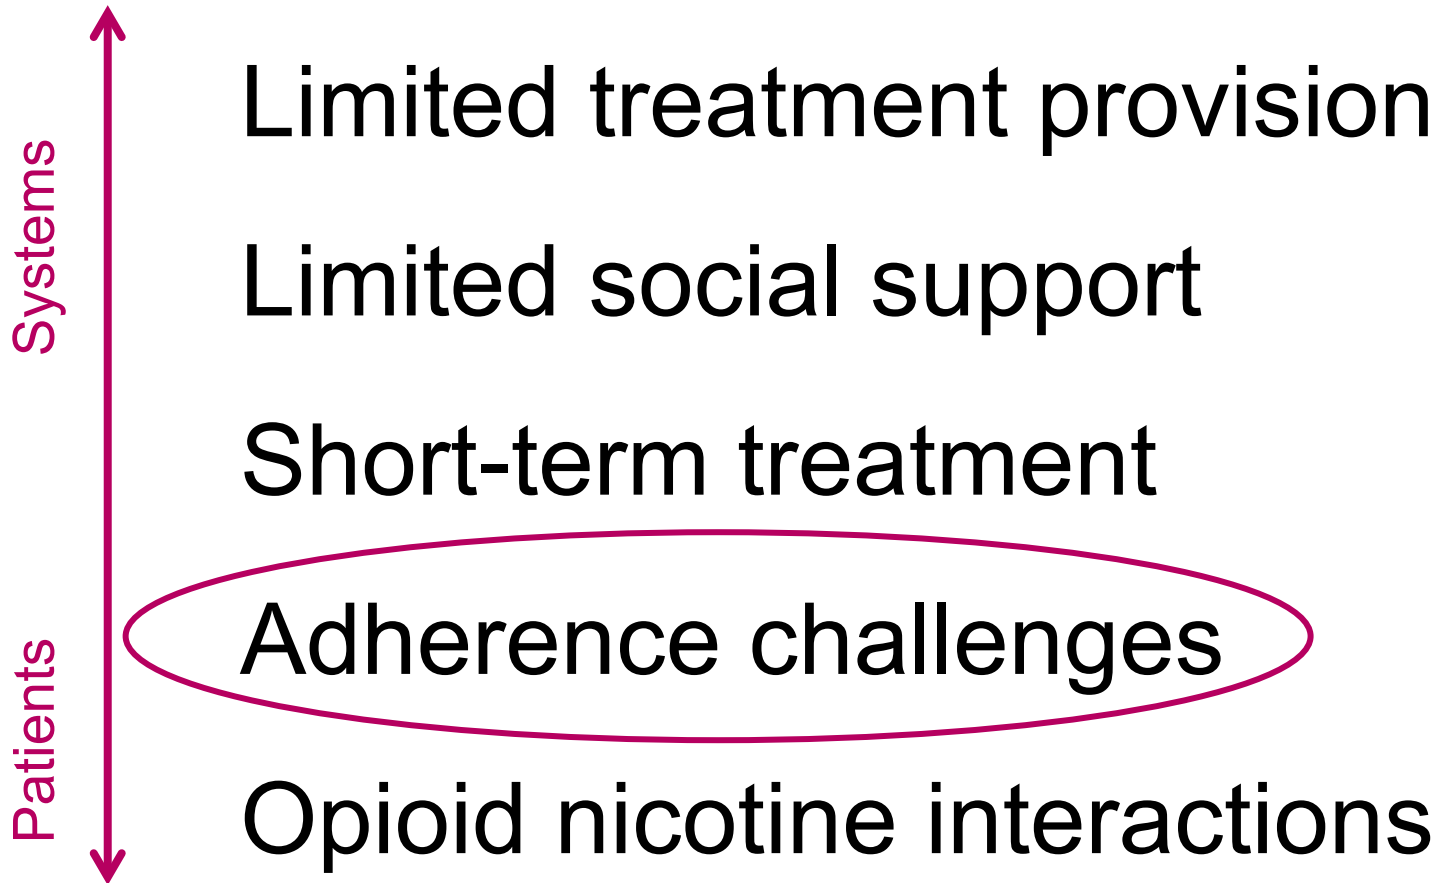 Systems
Patients
Limited treatment provision
Limited social support
Short-term treatment
Adherence challenges
Opioid nicotine interactions